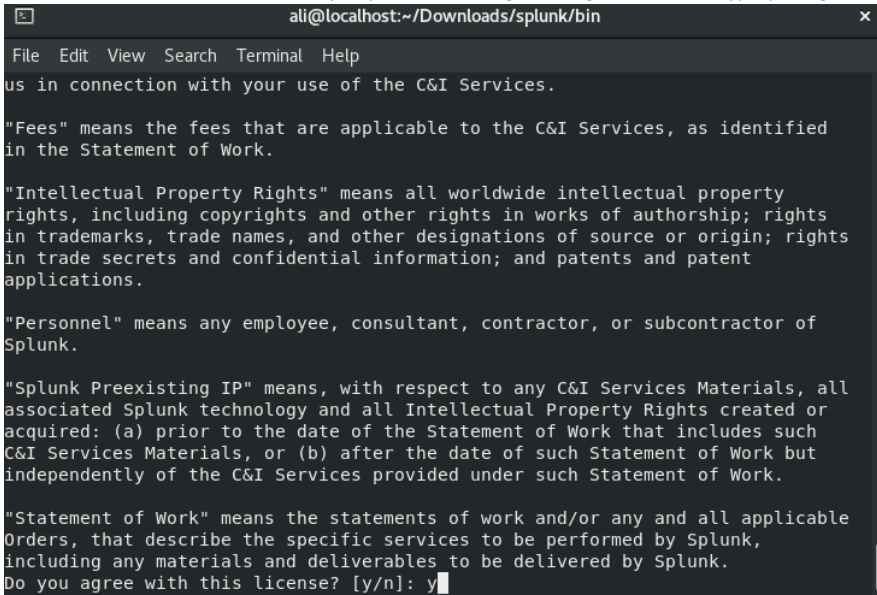 ali@localhost:~/Downloads/splunk/bin
File Edit View Search Terminal Help
us in connection with your use of the C&I Services.
"Fees" means the fees that are applicable to the C&I Services, as identified
in the Statement of Work.
"Intellectual Property Rights" means all worldwide intellectual property
rights, including copyrights and other rights in works of authorship; rights
in trademarks, trade names, and other designations of source or origin; rights
in trade secrets and confidential information; and patents and patent
applications.
"Personnel" means any employee, consultant, contractor, or subcontractor of
Splunk.
"Splunk Preexisting IP" means, with respect to any C&I Services Materials, all
associated Splunk technology and all Intellectual Property Rights created or
acquired: (a) prior to the date of the Statement of Work that includes such
C&I Services Materials, or (b) after the date of such Statement of Work but
independently of the C&I Services provided under such Statement of Work.
"Statement of Work" means the statements of work and/or any and all applicable
Orders, that describe the specific services to be performed by Splunk,
including any materials and deliverables to be delivered by Splunk.
Do you agree with this license? [y/n]: y